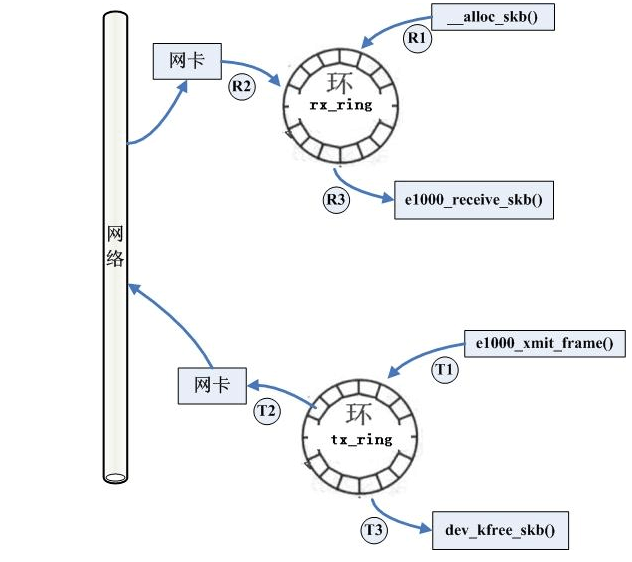 __alloc_skb()
R1
网卡
R2
环
rx_ring
R3
e1000_receive_skb()
网
络
e1000_xmit_frame()
T1
网卡
T2
环
tx_ring
T3
dev_kfree_skb()